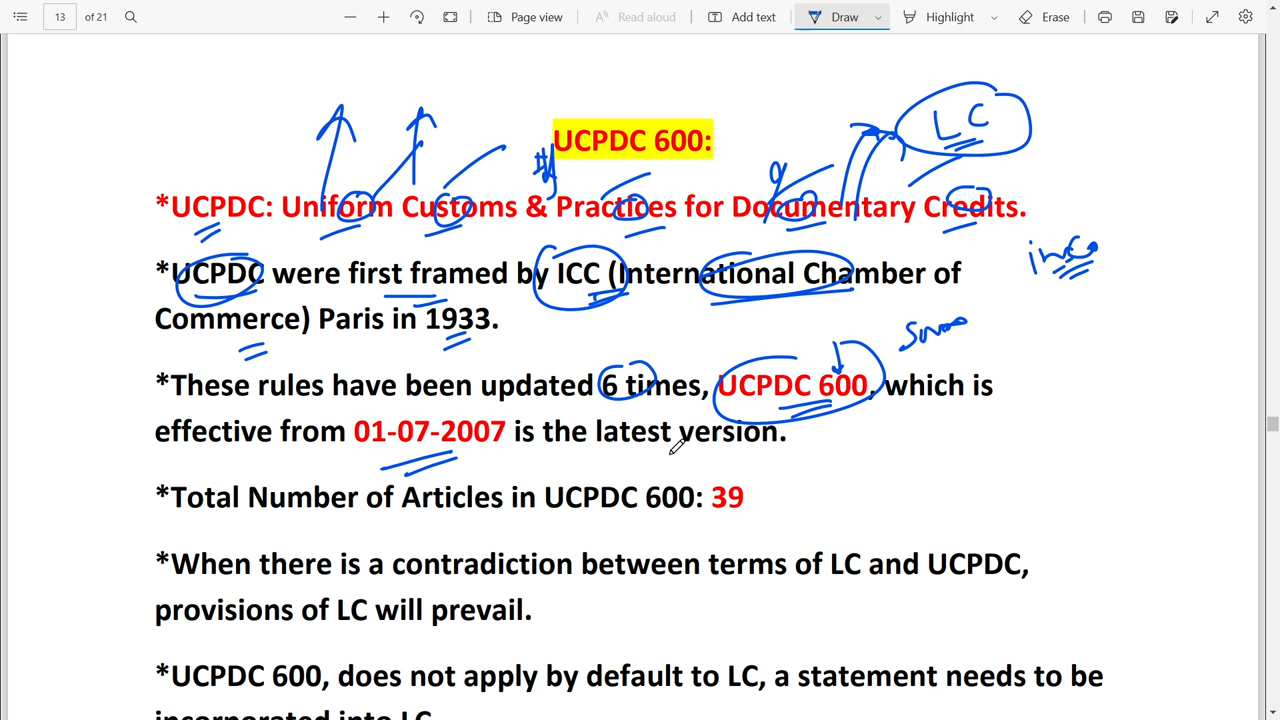 13 of 21 Page view Read aloud Add text Draw Highlight Erase
LC
UCPDC 600:
*UCPDC: Uniform Customs & Practices for Documentary Credits.
*UCPDC were first framed by ICC (International Chamber of
Commerce) Paris in 1933.
*These rules have been updated 6 times, UCPDC 600, which is
effective from 01-07-2007 is the latest version.
*Total Number of Articles in UCPDC 600: 39
*When there is a contradiction between terms of LC and UCPDC,
provisions of LC will prevail.
*UCPDC 600, does not apply by default to LC, a statement needs to be
incorporated into LC